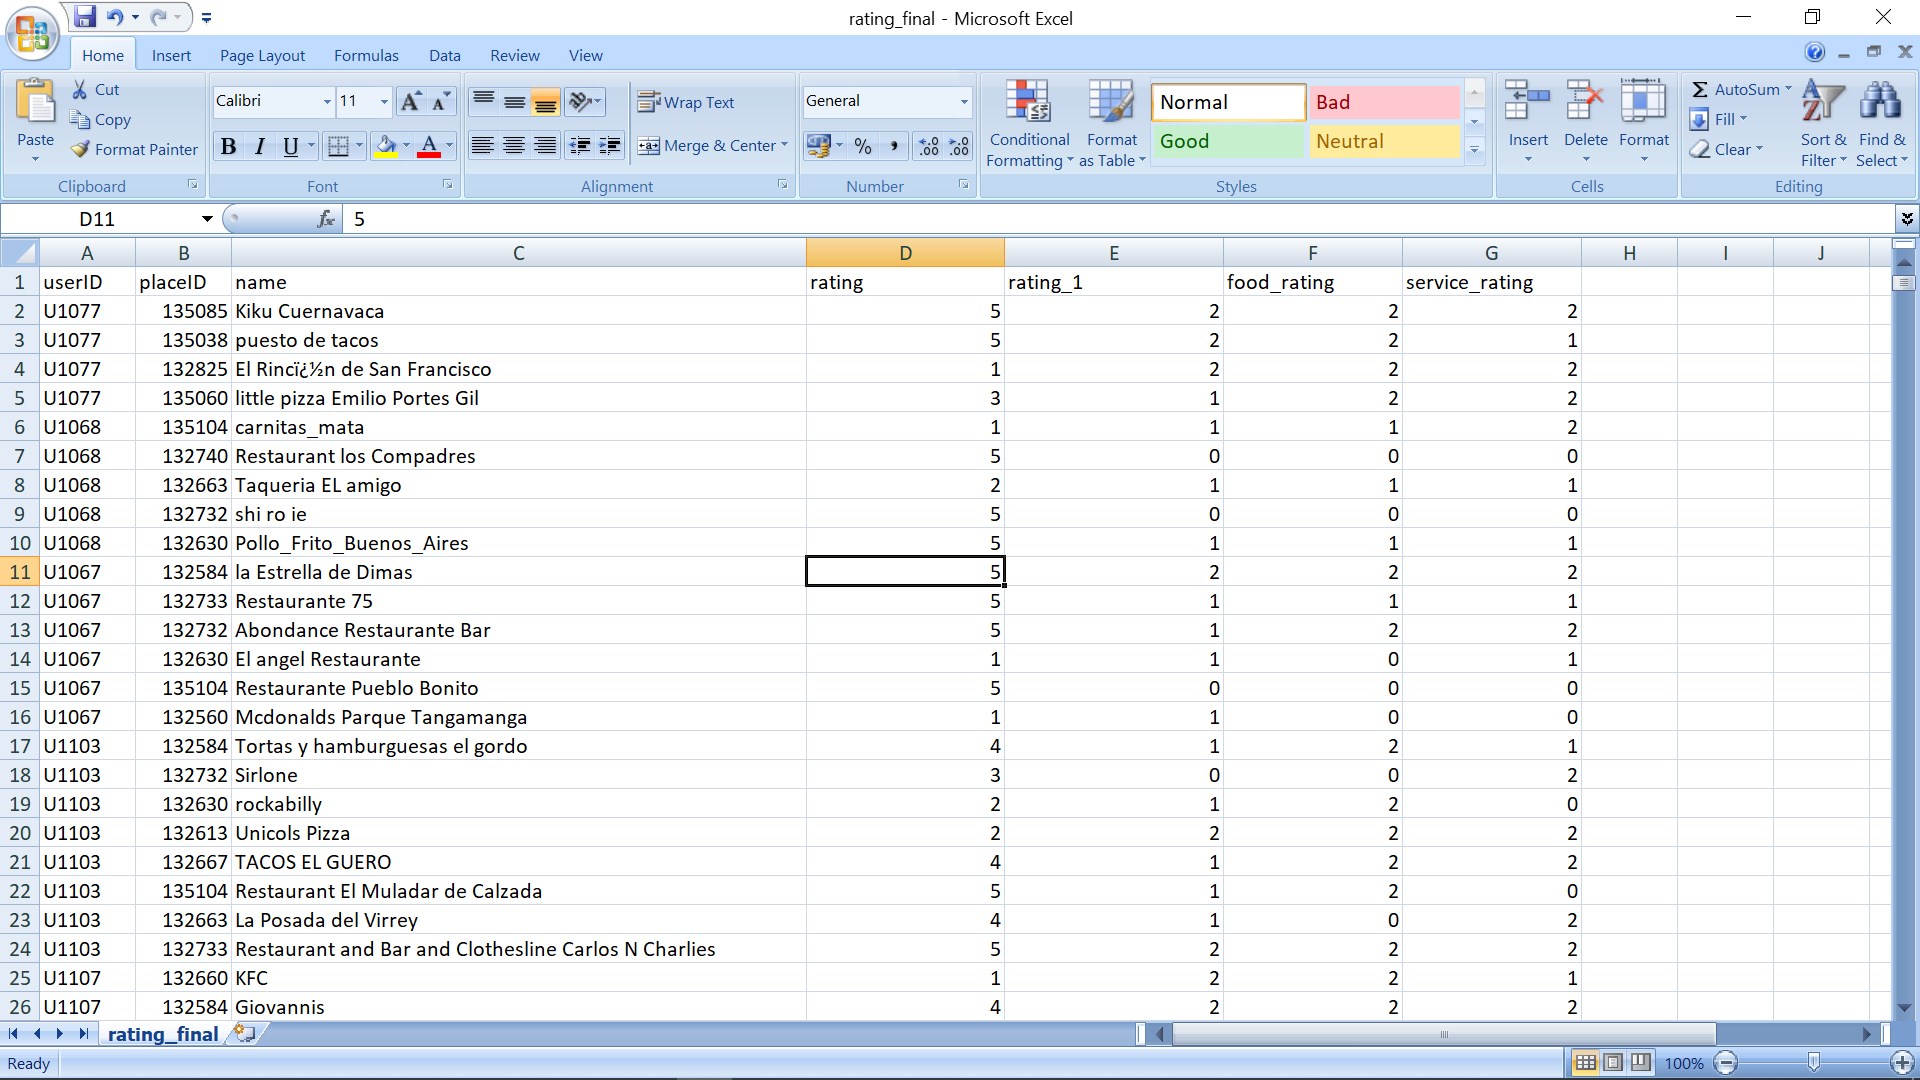 rating_final - Microsoft Excel
Home Insert Page Layout Formulas Data Review View
Paste Cut Calibri 11 Wrap Text General Conditional Formatting Format as Table Normal Bad Insert Delete Format AutoSum Sort & Filter Find & Select
Copy Fill
Format Painter B I U Merge & Center % , .00 .00 Good Neutral Clear
Clipboard Font Alignment Number Styles Cells Editing
D11 fx 5
A B C D E F G H I J
1 userID placeID name rating rating_1 food_rating service_rating
2 U1077 135085 Kiku Cuernavaca 5 2 2 2
3 U1077 135038 puesto de tacos 5 2 2 1
4 U1077 132825 El Rincï¿½n de San Francisco 1 2 2 2
5 U1077 135060 little pizza Emilio Portes Gil 3 1 2 2
6 U1068 135104 carnitas_mata 1 1 1 2
7 U1068 132740 Restaurant los Compadres 5 0 0 0
8 U1068 132663 Taqueria EL amigo 2 1 1 1
9 U1068 132732 shi ro ie 5 0 0 0
10 U1068 132630 Pollo_Frito_Buenos_Aires 5 1 1 1
11 U1067 132584 la Estrella de Dimas 5 2 2 2
12 U1067 132733 Restaurante 75 5 1 1 1
13 U1067 132732 Abondance Restaurante Bar 5 1 2 2
14 U1067 132630 El angel Restaurante 1 1 0 1
15 U1067 135104 Restaurante Pueblo Bonito 5 0 0 0
16 U1067 132560 Mcdonalds Parque Tangamanga 1 1 0 0
17 U1103 132584 Tortas y hamburguesas el gordo 4 1 2 1
18 U1103 132732 Sirlone 3 0 0 2
19 U1103 132630 rockabilly 2 1 2 0
20 U1103 132613 Unicols Pizza 2 2 2 2
21 U1103 132667 TACOS EL GUERO 4 1 2 2
22 U1103 135104 Restaurant El Muladar de Calzada 5 1 2 0
23 U1103 132663 La Posada del Virrey 4 1 0 2
24 U1103 132733 Restaurant and Bar and Clothesline Carlos N Charlies 5 2 2 2
25 U1107 132660 KFC 1 2 2 1
26 U1107 132584 Giovannis 4 2 2 2
rating_final
Ready 100%